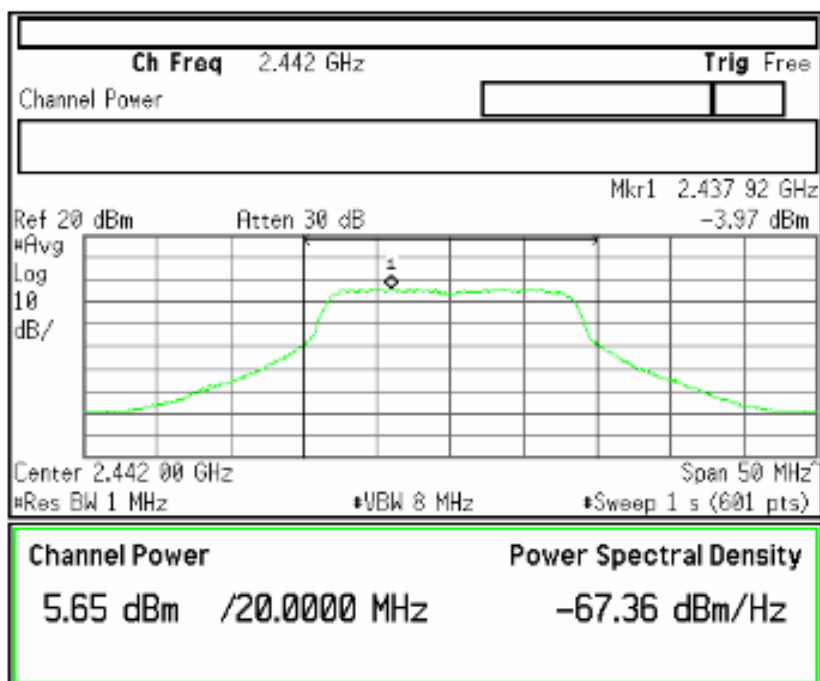 Ch Freq 2.442 GHz Trig Free
Channel Power
Mkr1 2.437 92 GHz
Ref 20 dBm Atten 30 dB -3.97 dBm
#Avg
Log
10
dB/
1
Center 2.442 00 GHz Span 50 MHz^
#Res BW 1 MHz #VBW 8 MHz #Sweep 1 s (601 pts)
Channel Power Power Spectral Density
5.65 dBm /20.0000 MHz -67.36 dBm/Hz